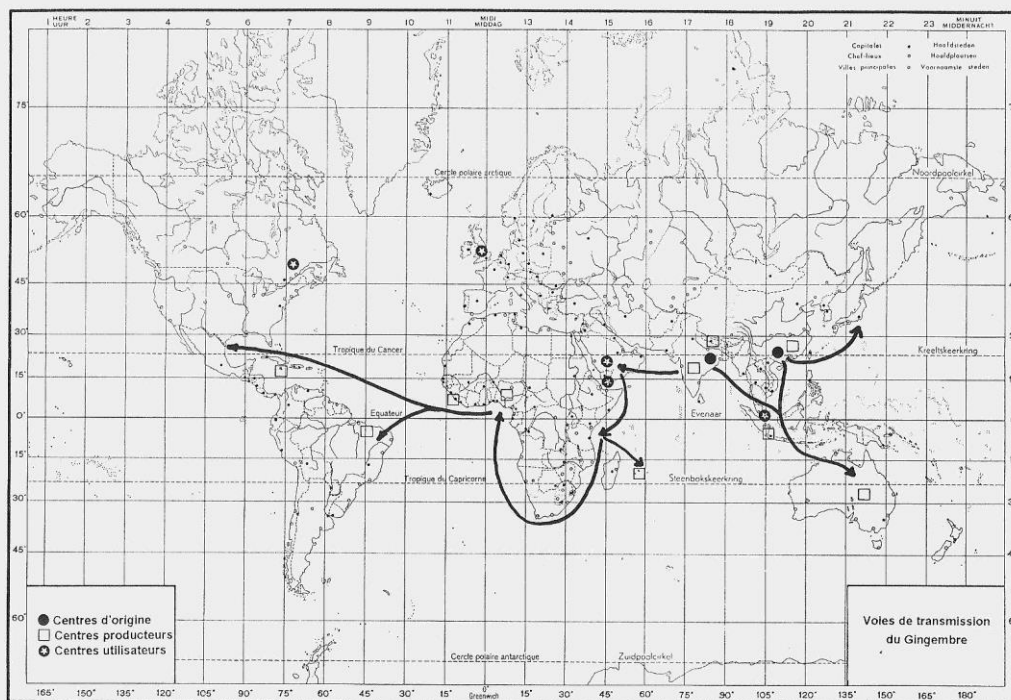 1 HEURE UUR 5 6 7 8 9 10 11 MIDI MIDDAG 13 14 15 16 17 18 19 20 21 22 23 MINUIT MIDDERNACHT
Capitales Hoofdsteden
Chef-lieux Hoofdplaatsen
Villes principales Voornaamste steden
75°
Cercle polaire arctique Noordpoolcirkel
60°
45°
30°
Tropique du Cancer Kreeftskeerkring
15°
0° Equateur Evenaar
15°
Tropique du Capricorne Steenbokskeerkring
30°
45°
60°
Centres d'origine
Centres producteurs
Centres utilisateurs
Voies de transmission
du Gingembre
Cercle polaire antarctique Zuidpoolcirkel
165° 150° 135° 120° 105° 90° 75° 60° 45° 30° 15° 0° 15° 30° 45° 60° 75° 90° 105° 120° 135° 150° 165° 180°
Greenwich